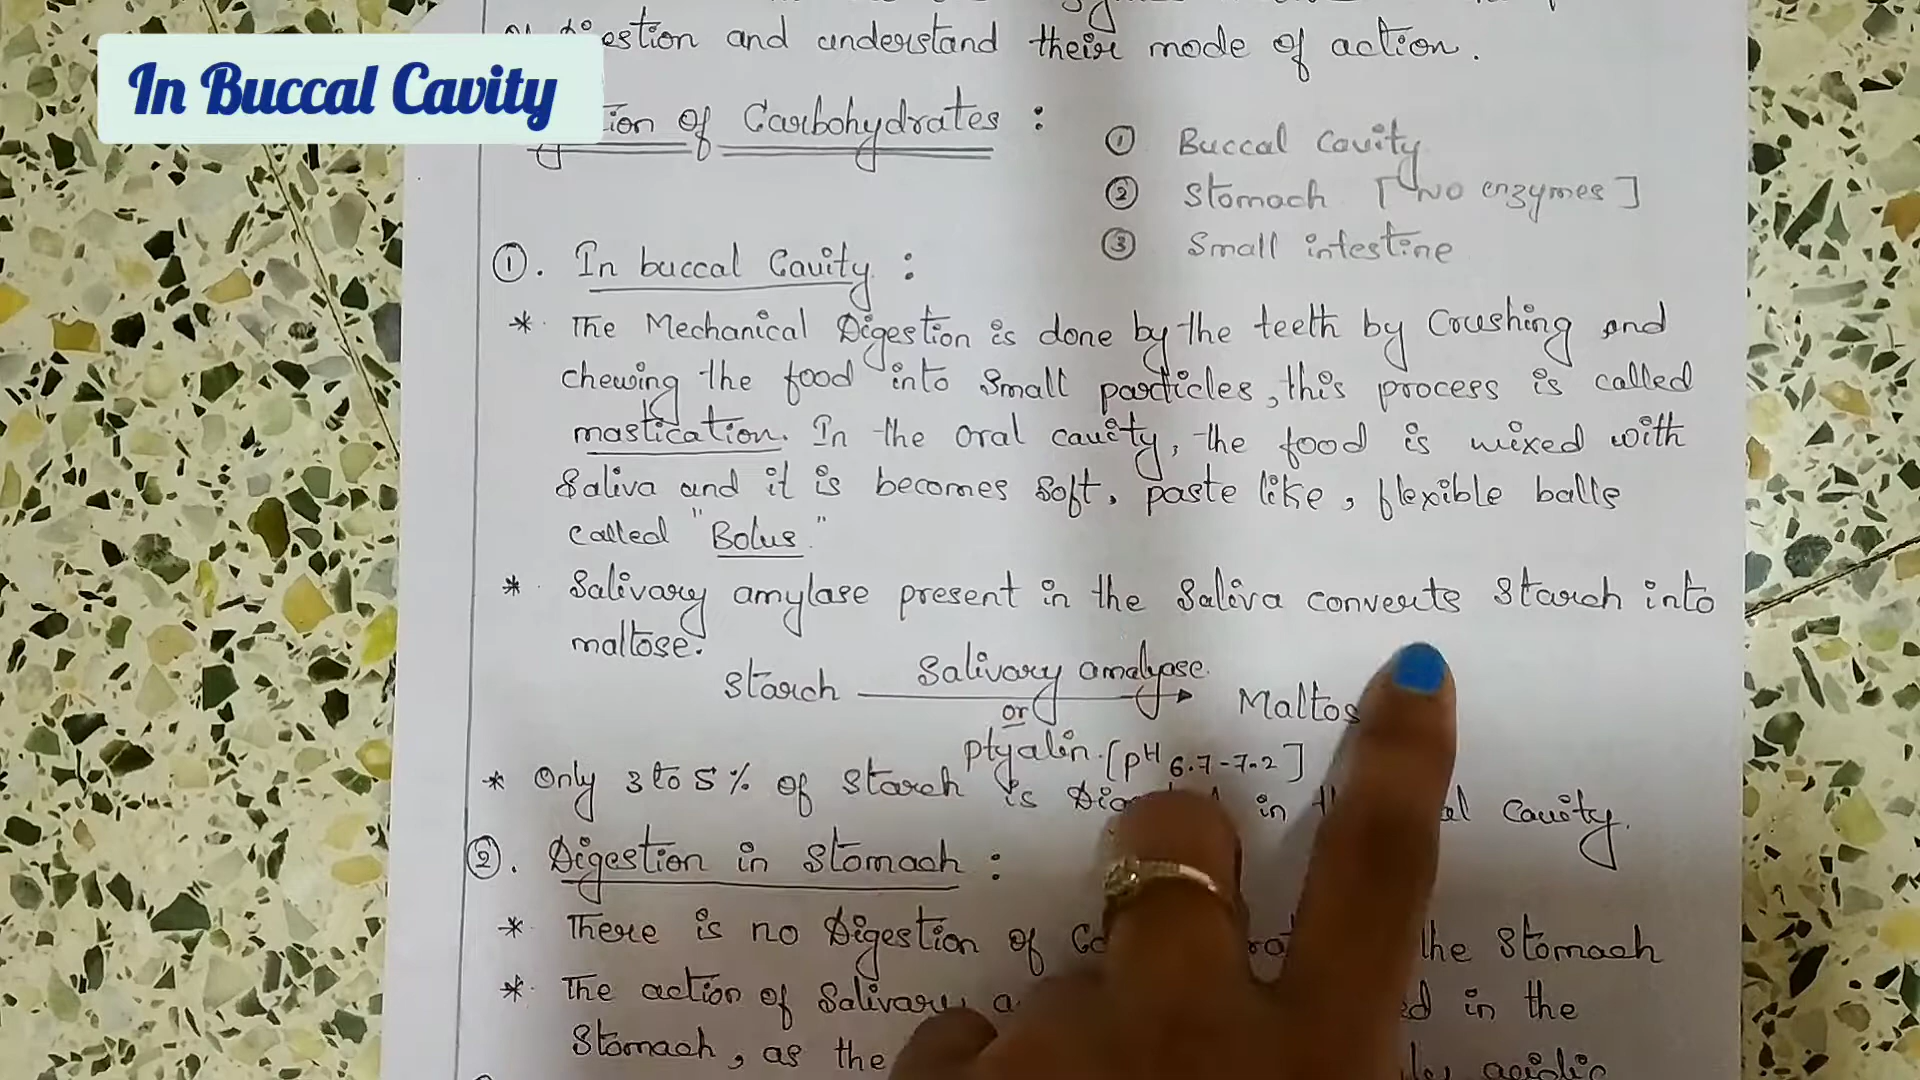 In Buccal Cavity
estion and understand their mode of action.
ion of Carbohydrates :
① Buccal Cavity
② Stomach [No enzymes]
③ Small intestine
①. In buccal Cavity :
* The Mechanical Digestion is done by the teeth by Crushing and
chewing the food into small particles, this process is called
mastication. In the oral cavity, the food is mixed with
Saliva and it is becomes soft, paste like, flexible balls
called "Bolus"
* Salivary amylase present in the Saliva converts Starch into
maltose.
Salivary amalyase.
Starch → Maltos
or
ptyalin. [pH 6.7-7.2]
* Only 3 to 5% of Starch is in Cavity.
②. Digestion in Stomach :
* There is no Digestion of the Stomach
* The action of Salivary in the
Stomach, as the acidic